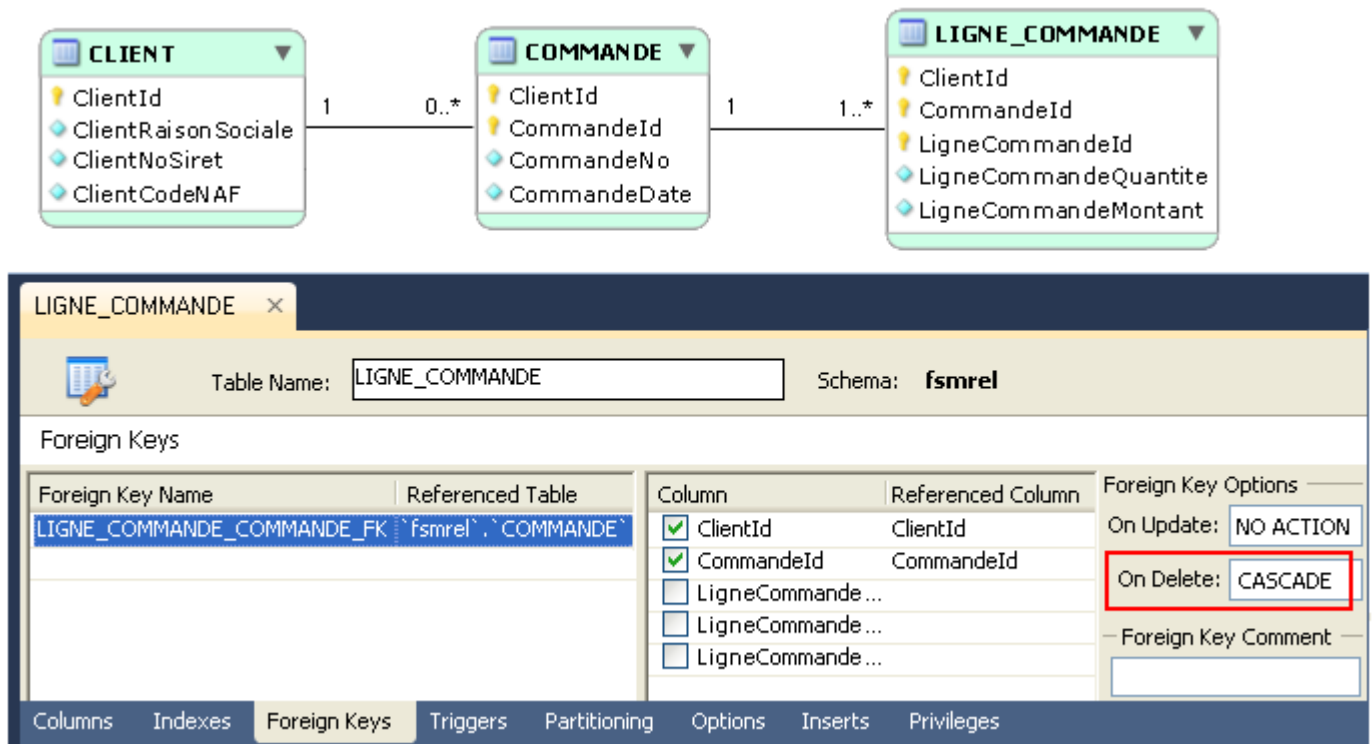 CLIENT
ClientId
ClientRaisonSociale
ClientNoSiret
ClientCodeNAF
1
0..*
COMMANDE
ClientId
CommandeId
CommandeNo
CommandeDate
1
1..*
LIGNE_COMMANDE
ClientId
CommandeId
LigneCommandeId
LigneCommandeQuantite
LigneCommandeMontant
LIGNE_COMMANDE
Table Name: LIGNE_COMMANDE Schema: fsmrel
Foreign Keys
Foreign Key Name Referenced Table
LIGNE_COMMANDE_COMMANDE_FK `fsmrel`.`COMMANDE`
Column Referenced Column
ClientId ClientId
CommandeId CommandeId
LigneCommande...
LigneCommande...
LigneCommande...
Foreign Key Options
On Update: NO ACTION
On Delete: CASCADE
Foreign Key Comment
Columns Indexes Foreign Keys Triggers Partitioning Options Inserts Privileges